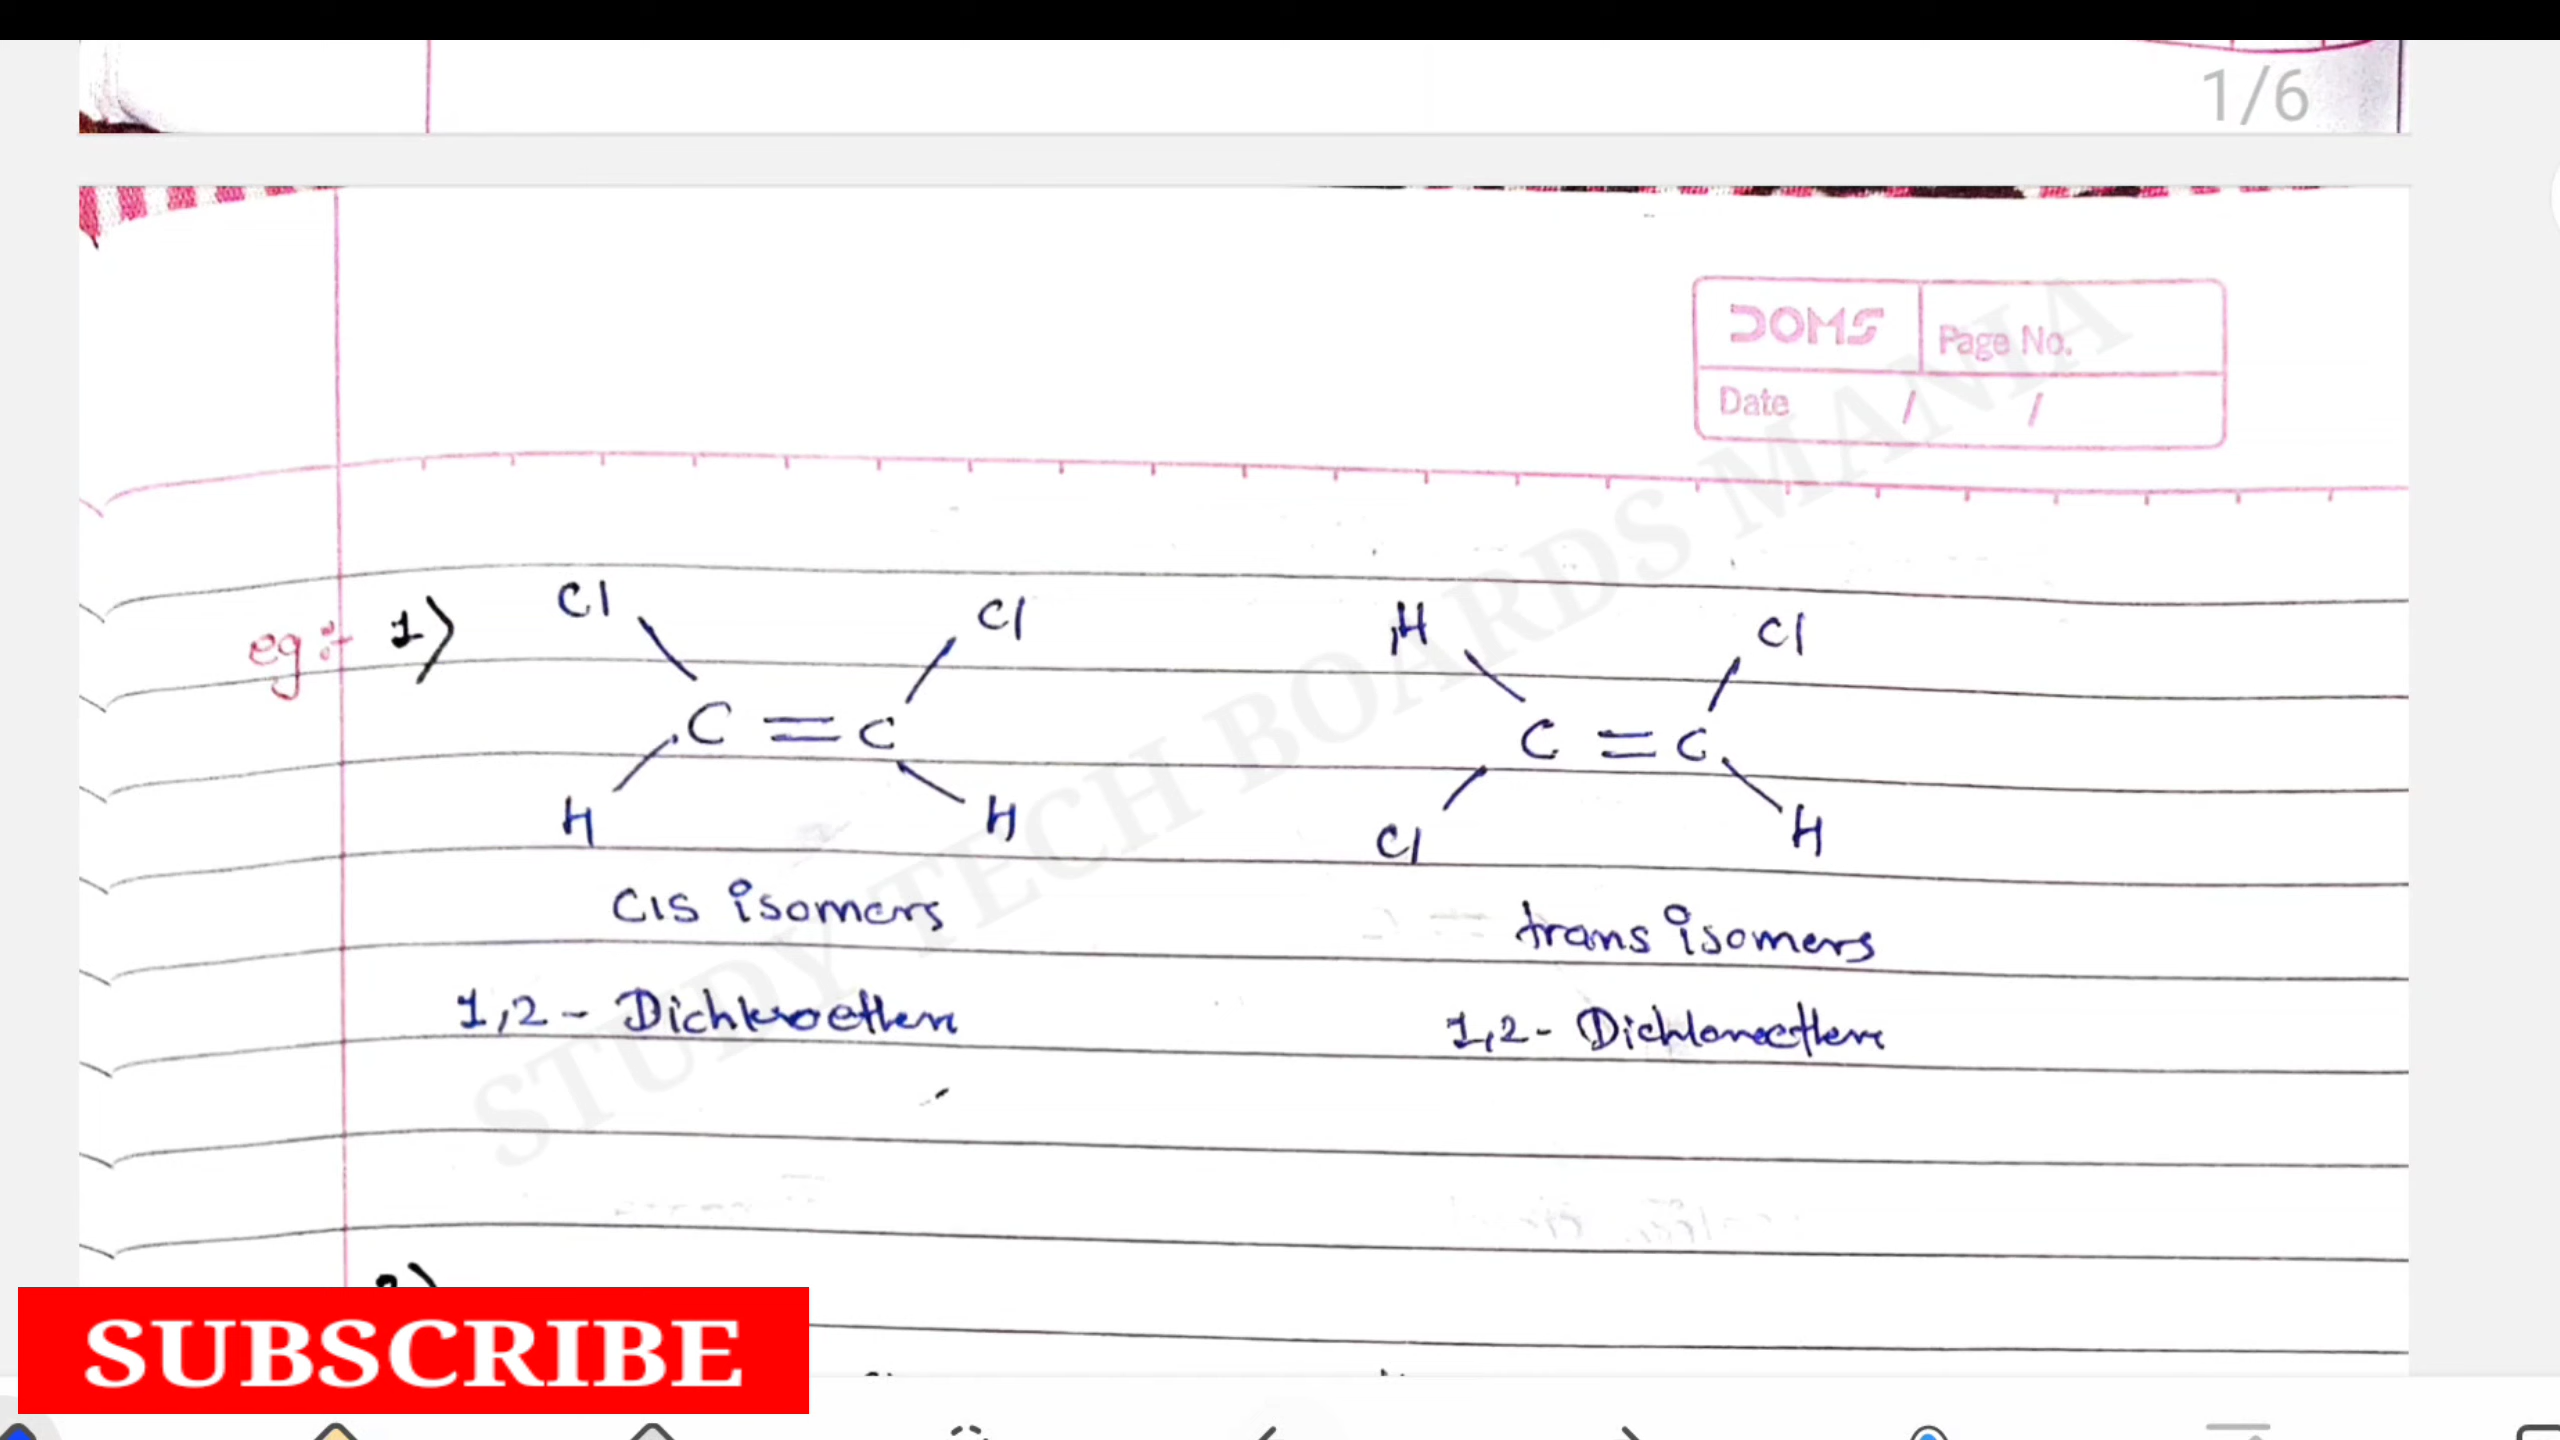 1/6
DOMS
Page No.
Date / /
STUDY TECH BOARDS MANIA
eg:- 1)
Cl Cl H Cl
C = C C = C
H H Cl H
cis isomers trans isomers
1,2 - Dichloroethene 1,2 - Dichloroethene
2)
SUBSCRIBE